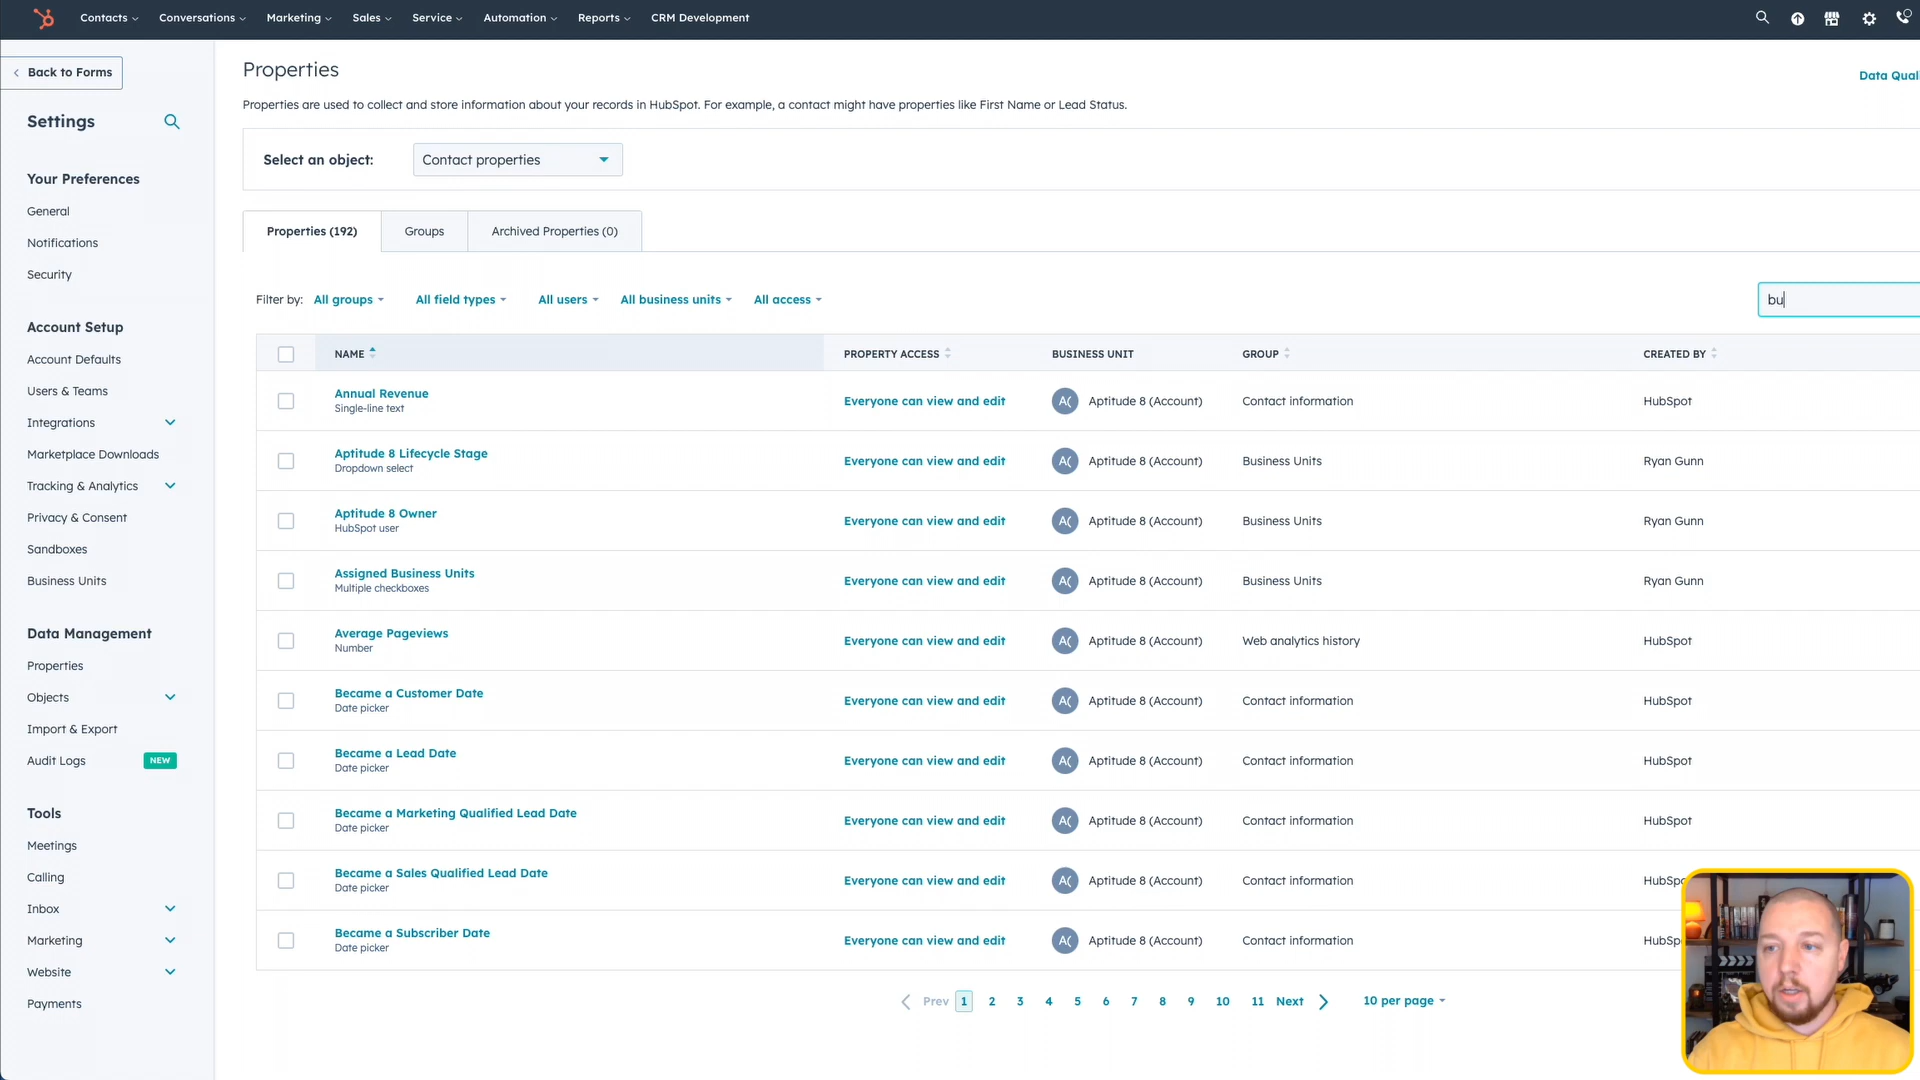 Contacts Conversations Marketing Sales Service Automation Reports CRM Development
Back to Forms
Settings
Your Preferences
General
Notifications
Security
Account Setup
Account Defaults
Users & Teams
Integrations
Marketplace Downloads
Tracking & Analytics
Privacy & Consent
Sandboxes
Business Units
Data Management
Properties
Objects
Import & Export
Audit Logs NEW
Tools
Meetings
Calling
Inbox
Marketing
Website
Payments
Properties
Data Quali
Properties are used to collect and store information about your records in HubSpot. For example, a contact might have properties like First Name or Lead Status.
Select an object: Contact properties
Properties (192) Groups Archived Properties (0)
Filter by: All groups All field types All users All business units All access bu
NAME PROPERTY ACCESS BUSINESS UNIT GROUP CREATED BY
Annual Revenue
Single-line text
Everyone can view and edit A( Aptitude 8 (Account) Contact information HubSpot
Aptitude 8 Lifecycle Stage
Dropdown select
Everyone can view and edit A( Aptitude 8 (Account) Business Units Ryan Gunn
Aptitude 8 Owner
HubSpot user
Everyone can view and edit A( Aptitude 8 (Account) Business Units Ryan Gunn
Assigned Business Units
Multiple checkboxes
Everyone can view and edit A( Aptitude 8 (Account) Business Units Ryan Gunn
Average Pageviews
Number
Everyone can view and edit A( Aptitude 8 (Account) Web analytics history HubSpot
Became a Customer Date
Date picker
Everyone can view and edit A( Aptitude 8 (Account) Contact information HubSpot
Became a Lead Date
Date picker
Everyone can view and edit A( Aptitude 8 (Account) Contact information HubSpot
Became a Marketing Qualified Lead Date
Date picker
Everyone can view and edit A( Aptitude 8 (Account) Contact information HubSpot
Became a Sales Qualified Lead Date
Date picker
Everyone can view and edit A( Aptitude 8 (Account) Contact information HubSp
Became a Subscriber Date
Date picker
Everyone can view and edit A( Aptitude 8 (Account) Contact information HubSp
Prev 1 2 3 4 5 6 7 8 9 10 11 Next 10 per page